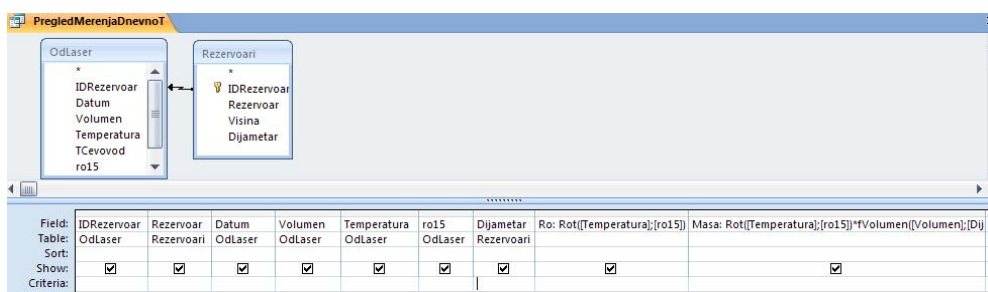 PregledMerenjaDnevnoT
OdLaser
*
IDRezervoar
Datum
Volumen
Temperatura
TCevovod
ro15
Rezervoari
*
IDRezervoar
Rezervoar
Visina
Dijametar
Field: IDRezervoar Rezervoar Datum Volumen Temperatura ro15 Dijametar Ro: Rot([Temperatura];[ro15]) Masa: Rot([Temperatura];[ro15])*fVolumen([Volumen];[Dij
Table: OdLaser Rezervoari OdLaser OdLaser OdLaser OdLaser Rezervoari
Sort:
Show:
Criteria: